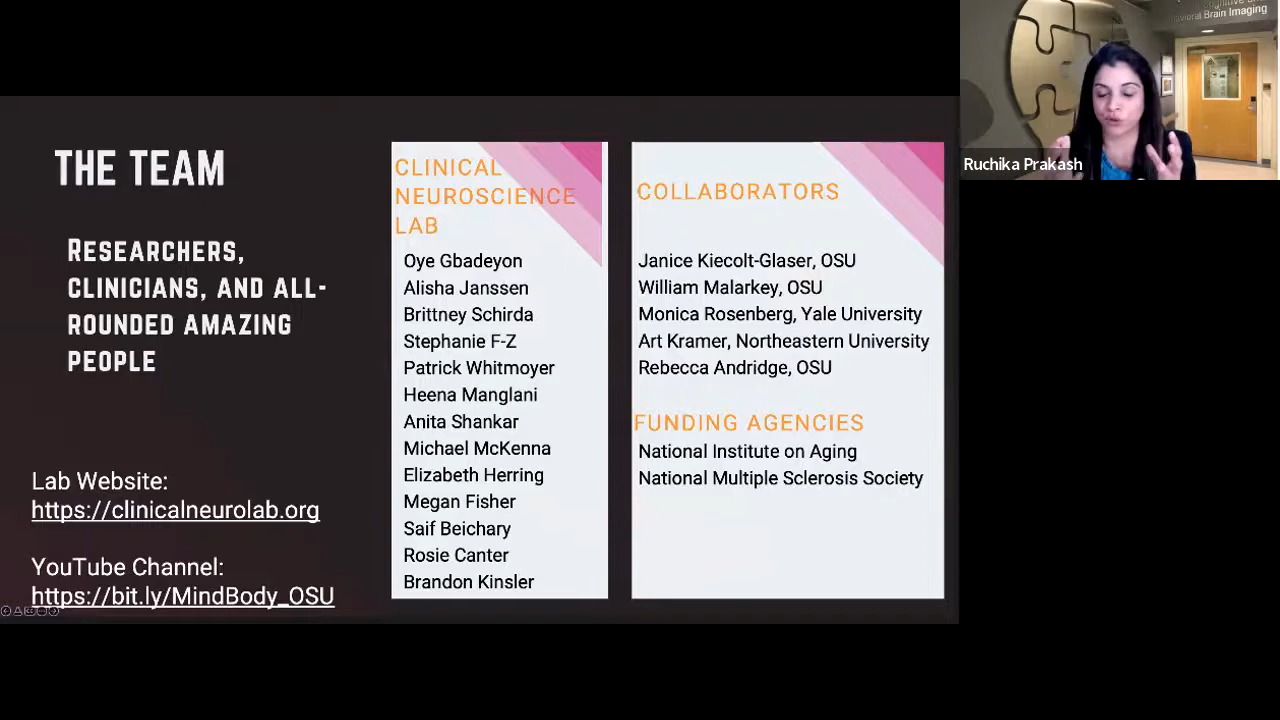 THE TEAM
RESEARCHERS,
CLINICIANS, AND ALL-
ROUNDED AMAZING
PEOPLE
Lab Website:
https://clinicalneurolab.org
YouTube Channel:
https://bit.ly/MindBody_OSU
CLINICAL
NEUROSCIENCE
LAB
Oye Gbadeyon
Alisha Janssen
Brittney Schirda
Stephanie F-Z
Patrick Whitmoyer
Heena Manglani
Anita Shankar
Michael McKenna
Elizabeth Herring
Megan Fisher
Saif Beichary
Rosie Canter
Brandon Kinsler
COLLABORATORS
Janice Kiecolt-Glaser, OSU
William Malarkey, OSU
Monica Rosenberg, Yale University
Art Kramer, Northeastern University
Rebecca Andridge, OSU
FUNDING AGENCIES
National Institute on Aging
National Multiple Sclerosis Society
Brain Imaging
Ruchika Prakash